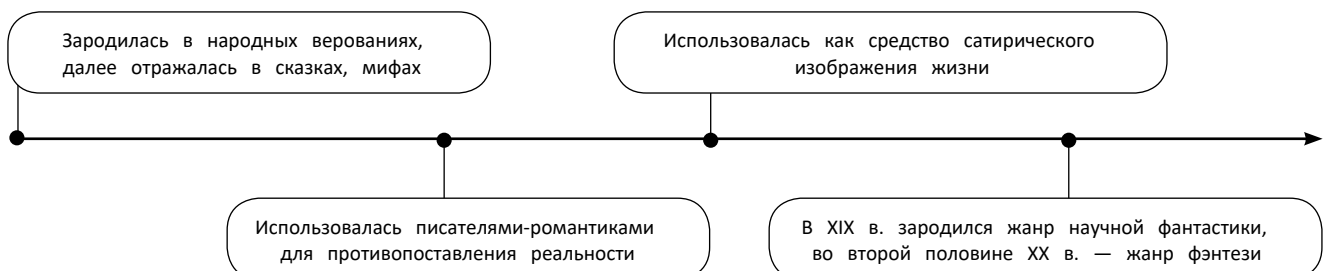 Зародилась в народных верованиях,
далее отражалась в сказках, мифах
Использовалась как средство сатирического
изображения жизни
Использовалась писателями-романтиками
для противопоставления реальности
В XIX в. зародился жанр научной фантастики,
во второй половине XX в. — жанр фэнтези